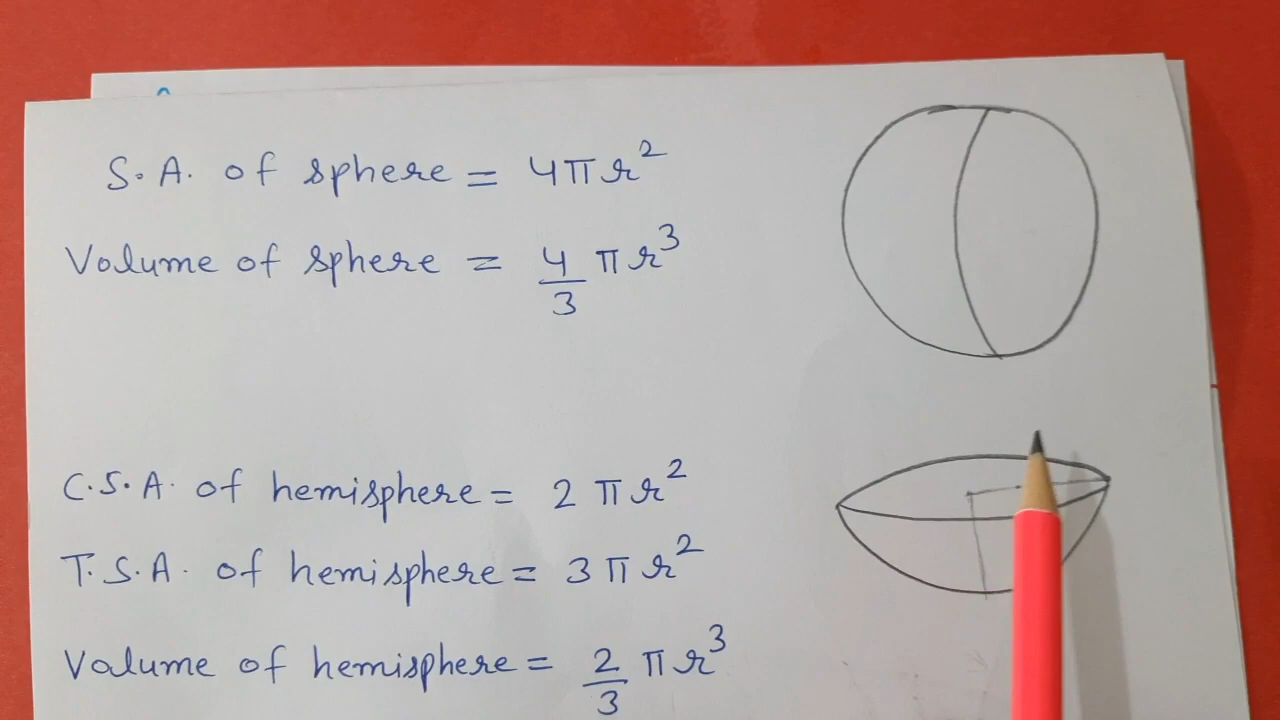 S.A. of sphere = 4πr²
Volume of sphere = 4/3 πr³
C.S.A. of hemisphere = 2πr²
T.S.A. of hemisphere = 3πr²
Volume of hemisphere = 2/3 πr³